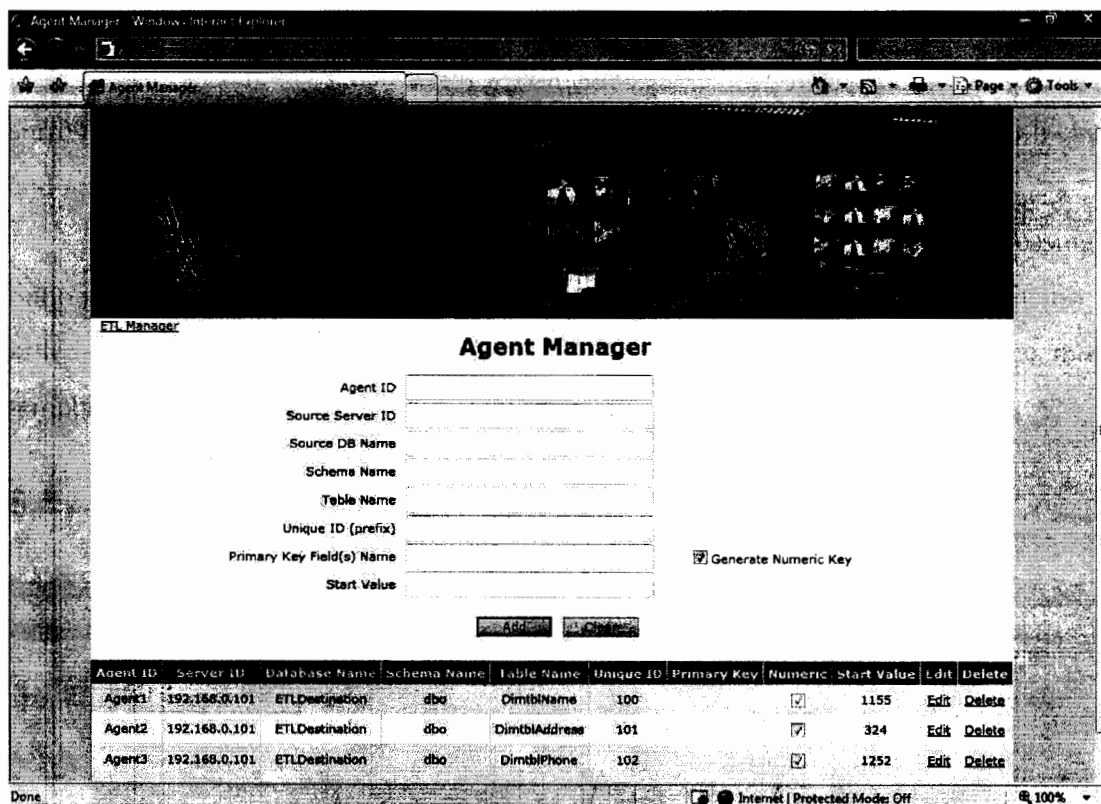 Agent Manager - Windows Internet Explorer
Agent Manager
Page Tools
ETL Manager
Agent Manager
Agent ID
Source Server ID
Source DB Name
Schema Name
Table Name
Unique ID (prefix)
Primary Key Field(s) Name
Generate Numeric Key
Start Value
Add Clear
Agent ID Server ID Database Name Schema Name Table Name Unique ID Primary Key Numeric Start Value Edit Delete
Agent1 192.168.0.101 ETLDestination dbo DimtblName 100 1155 Edit Delete
Agent2 192.168.0.101 ETLDestination dbo DimtblAddress 101 324 Edit Delete
Agent3 192.168.0.101 ETLDestination dbo DimtblPhone 102 1252 Edit Delete
Done Internet | Protected Mode: Off 100%